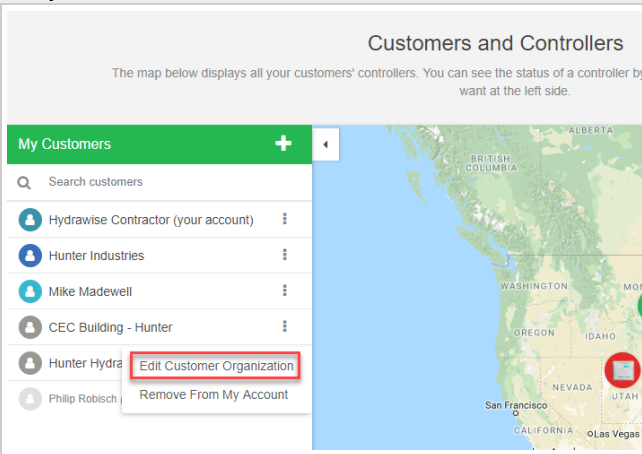 Customers and Controllers
The map below displays all your customers' controllers. You can see the status of a controller by
want at the left side.
My Customers
Search customers
Hydrawise Contractor (your account)
Hunter Industries
Mike Madewell
CEC Building - Hunter
Hunter Hydra
Edit Customer Organization
Remove From My Account
Philip Robisch
ALBERTA
BRITISH
COLUMBIA
WASHINGTON
MON
OREGON
IDAHO
NEVADA
UTAH
San Francisco
CALIFORNIA
Las Vegas